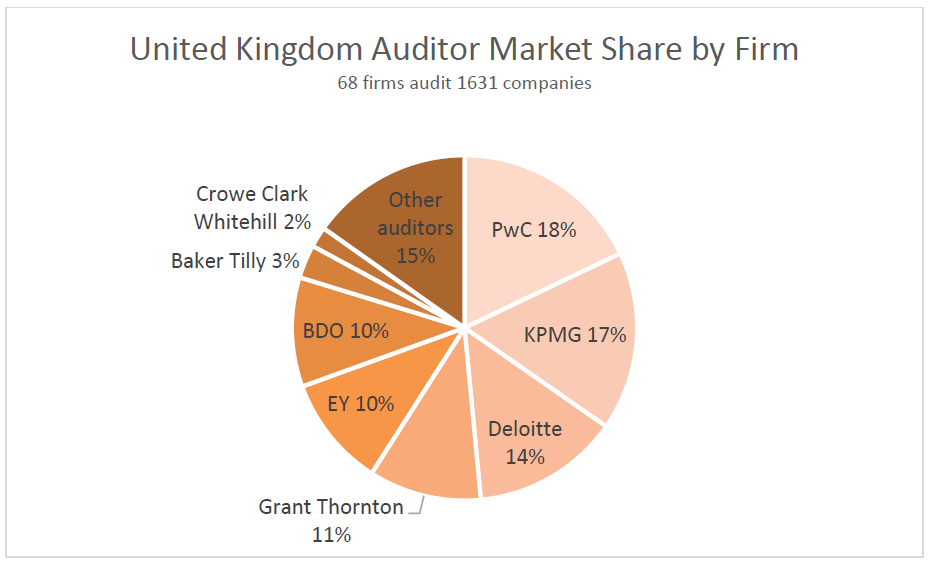 United Kingdom Auditor Market Share by Firm
68 firms audit 1631 companies
Crowe Clark
Whitehill 2%
Other
auditors
15%
PwC 18%
Baker Tilly 3%
BDO 10%
KPMG 17%
EY 10%
Deloitte
14%
Grant Thornton
11%